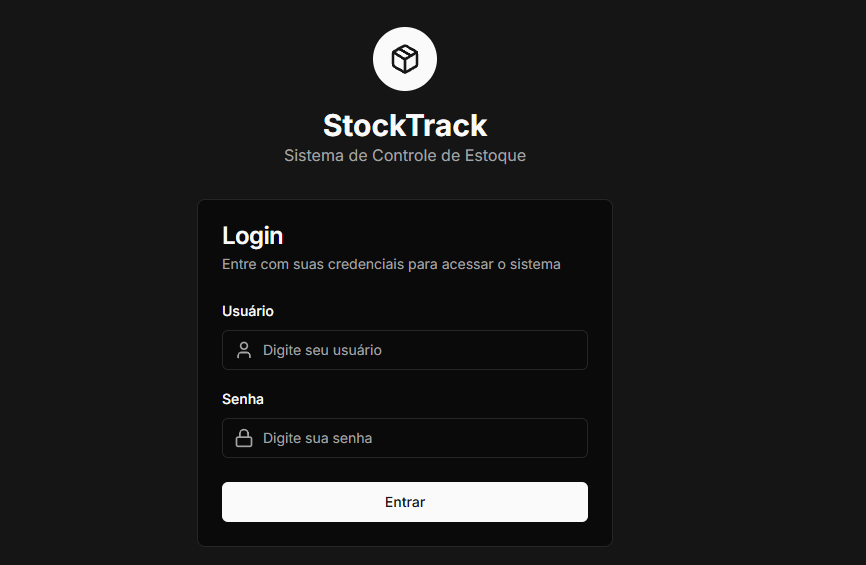 StockTrack
Sistema de Controle de Estoque
Login
Entre com suas credenciais para acessar o sistema
Usuário
Digite seu usuário
Senha
Digite sua senha
Entrar